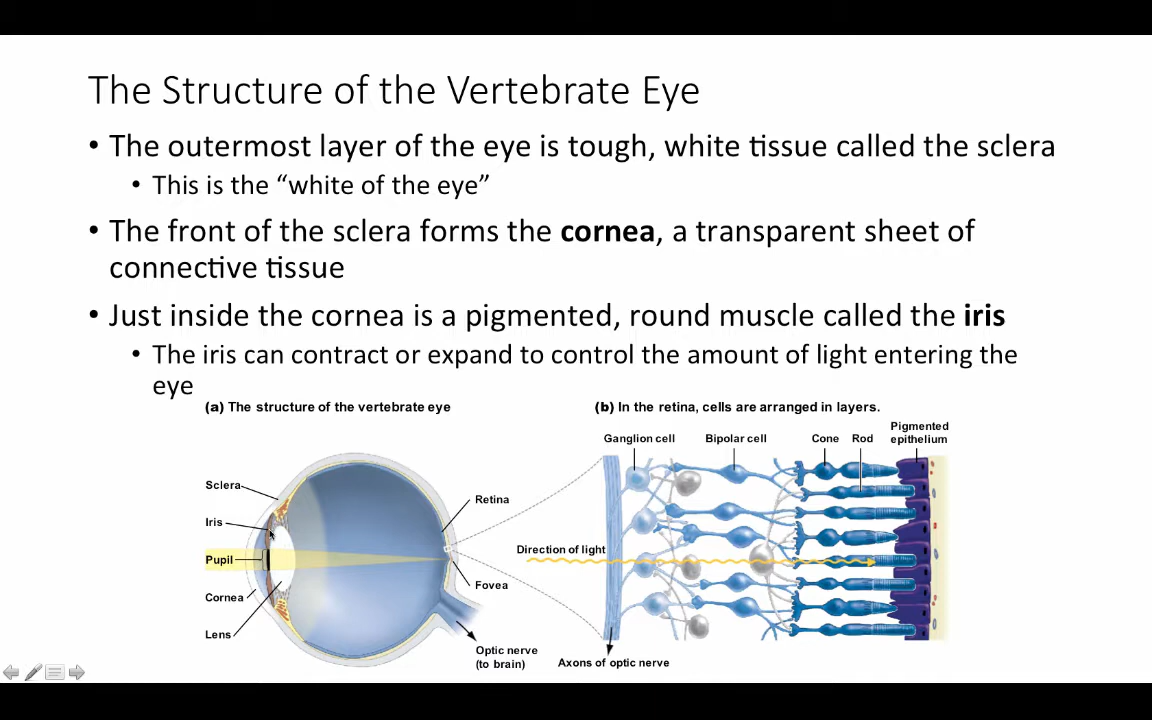 The Structure of the Vertebrate Eye
• The outermost layer of the eye is tough, white tissue called the sclera
• This is the “white of the eye”
• The front of the sclera forms the cornea, a transparent sheet of
connective tissue
• Just inside the cornea is a pigmented, round muscle called the iris
• The iris can contract or expand to control the amount of light entering the
eye
(a) The structure of the vertebrate eye
Sclera
Iris
Pupil
Cornea
Lens
Retina
Fovea
Optic nerve
(to brain)
(b) In the retina, cells are arranged in layers.
Ganglion cell
Bipolar cell
Cone
Rod
Pigmented
epithelium
Direction of light
Axons of optic nerve